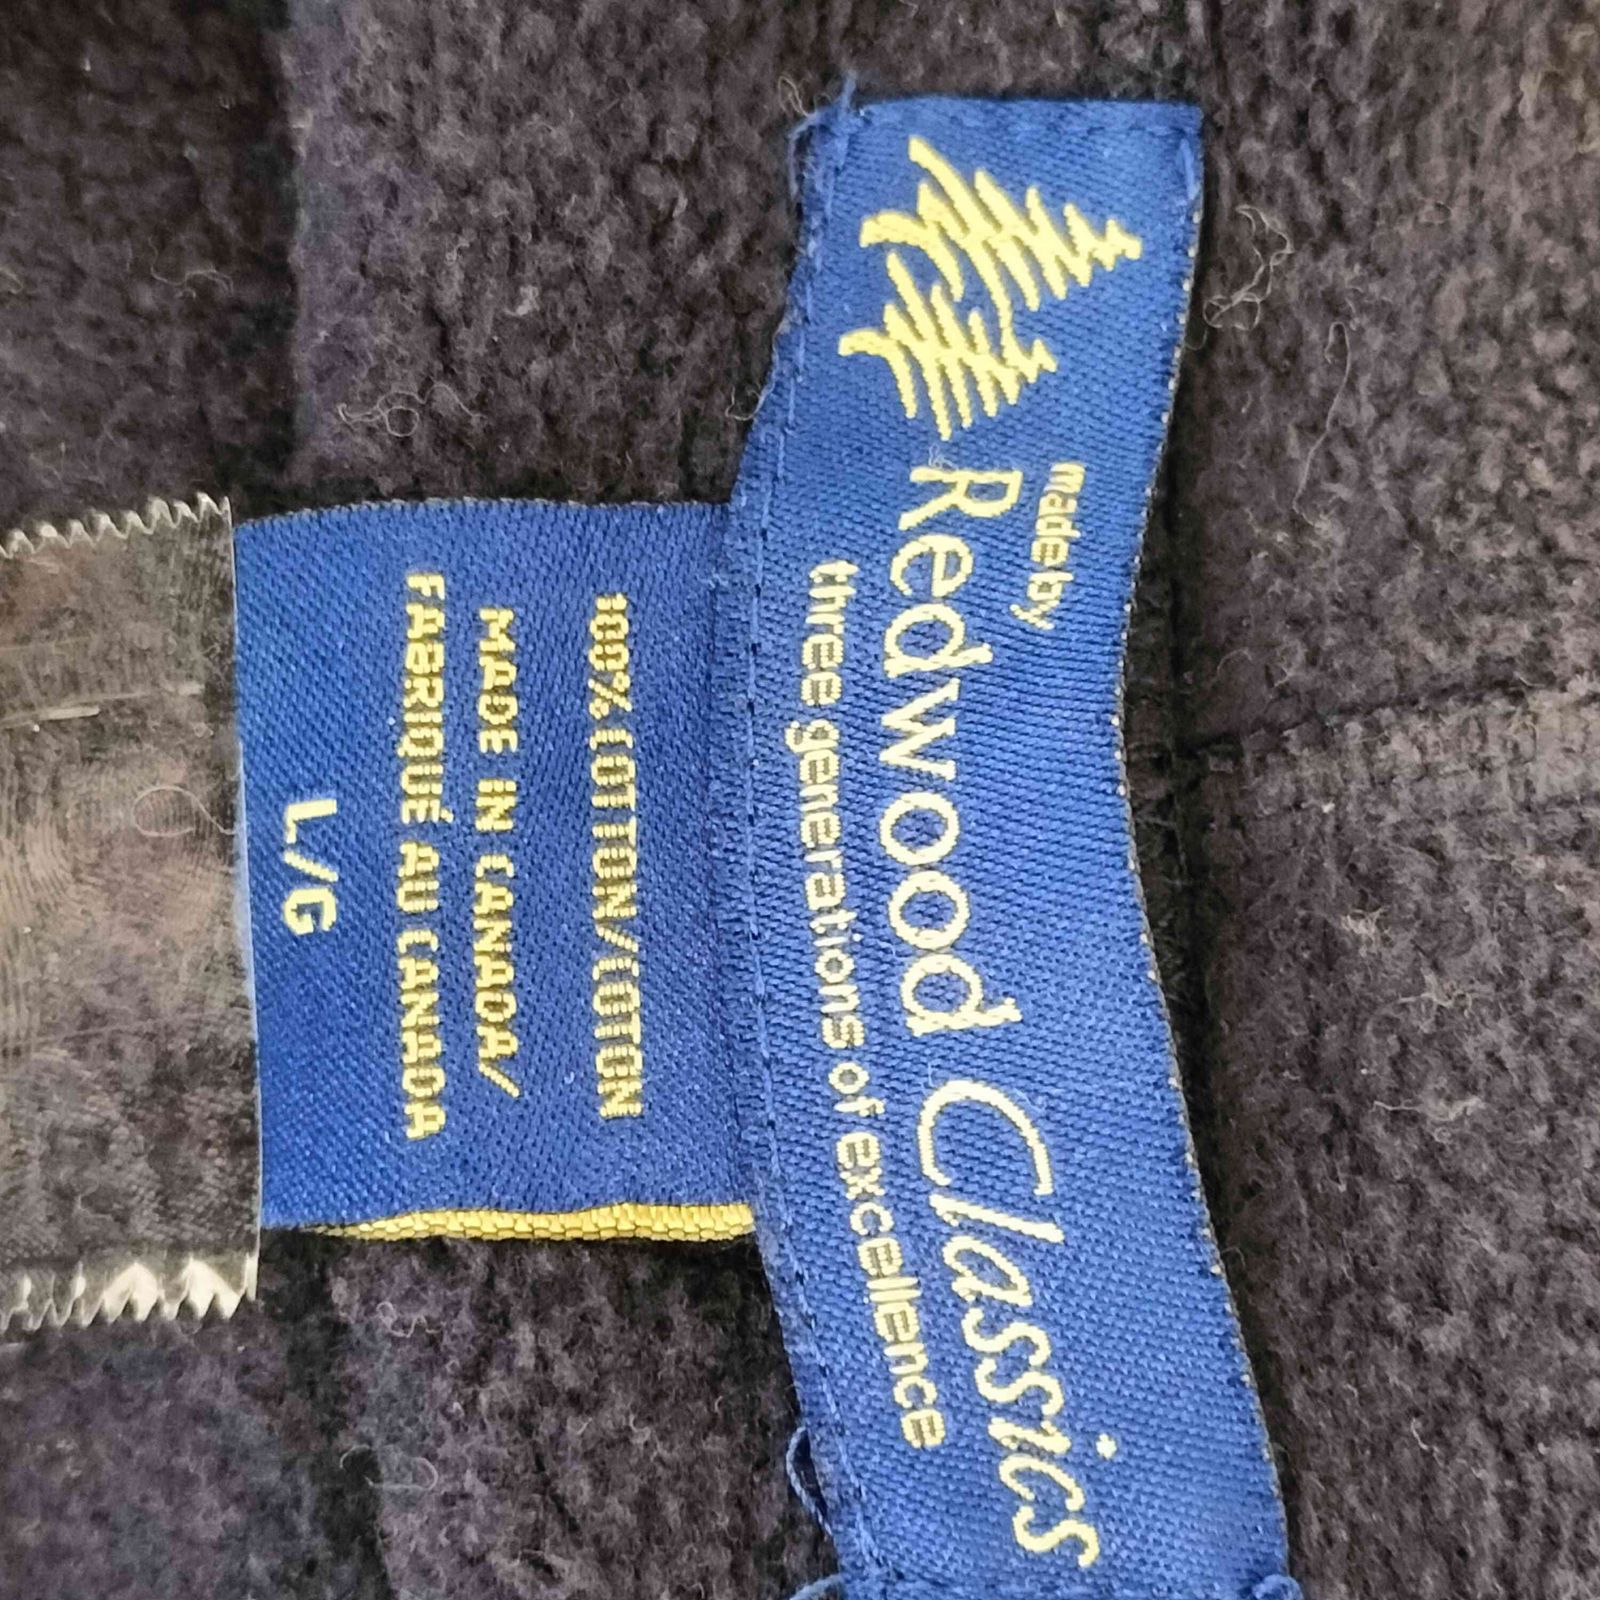 made by
Redwood Classics
three generations of excellence
100% COTTON/COTON
MADE IN CANADA/
FABRIQUÉ AU CANADA
L/G